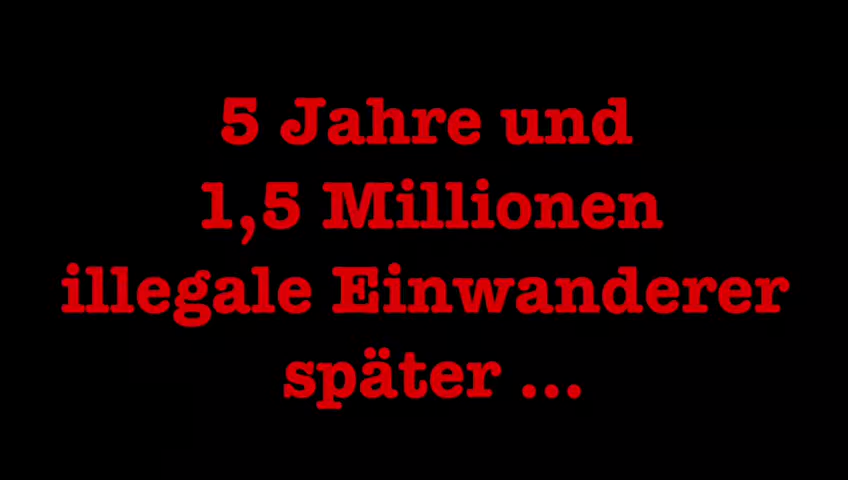 5 Jahre und
1,5 Millionen
illegale Einwanderer
später ...